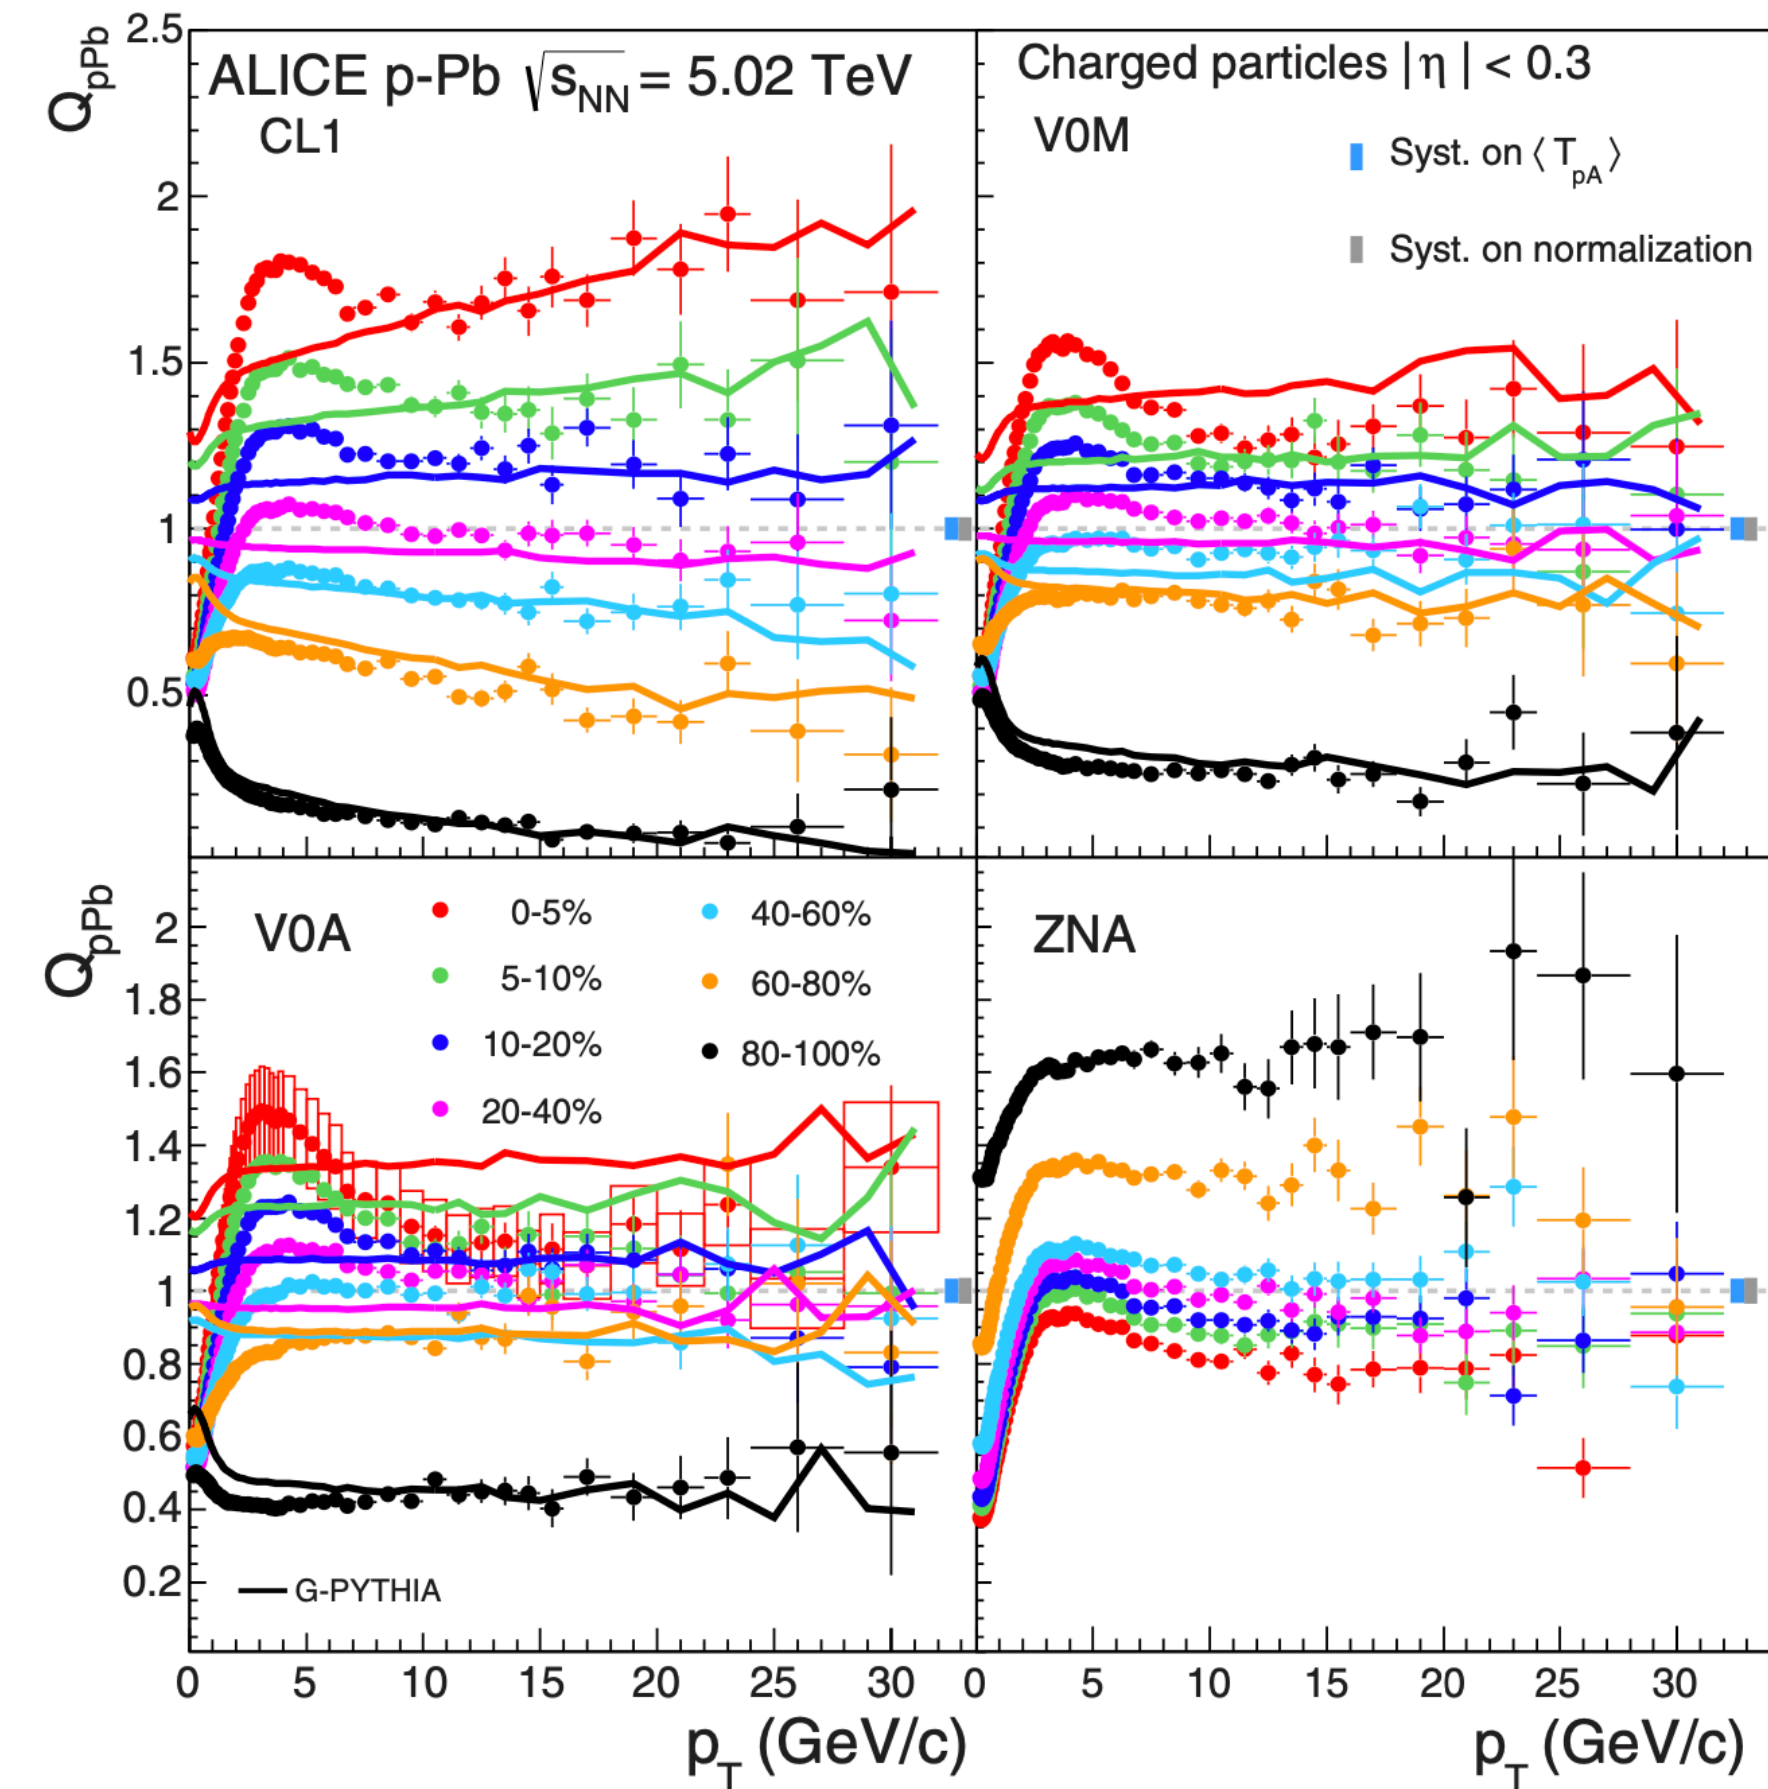 2.5
Q_pPb
ALICE p-Pb √s_NN = 5.02 TeV
CL1
2
1.5
1
0.5
Charged particles |η| < 0.3
V0M
Syst. on ⟨T_pA⟩
Syst. on normalization
Q_pPb
V0A
0-5%
5-10%
10-20%
20-40%
40-60%
60-80%
80-100%
2
1.8
1.6
1.4
1.2
1
0.8
0.6
0.4
0.2
G-PYTHIA
ZNA
0 5 10 15 20 25 30
0 5 10 15 20 25 30
p_T (GeV/c)
p_T (GeV/c)